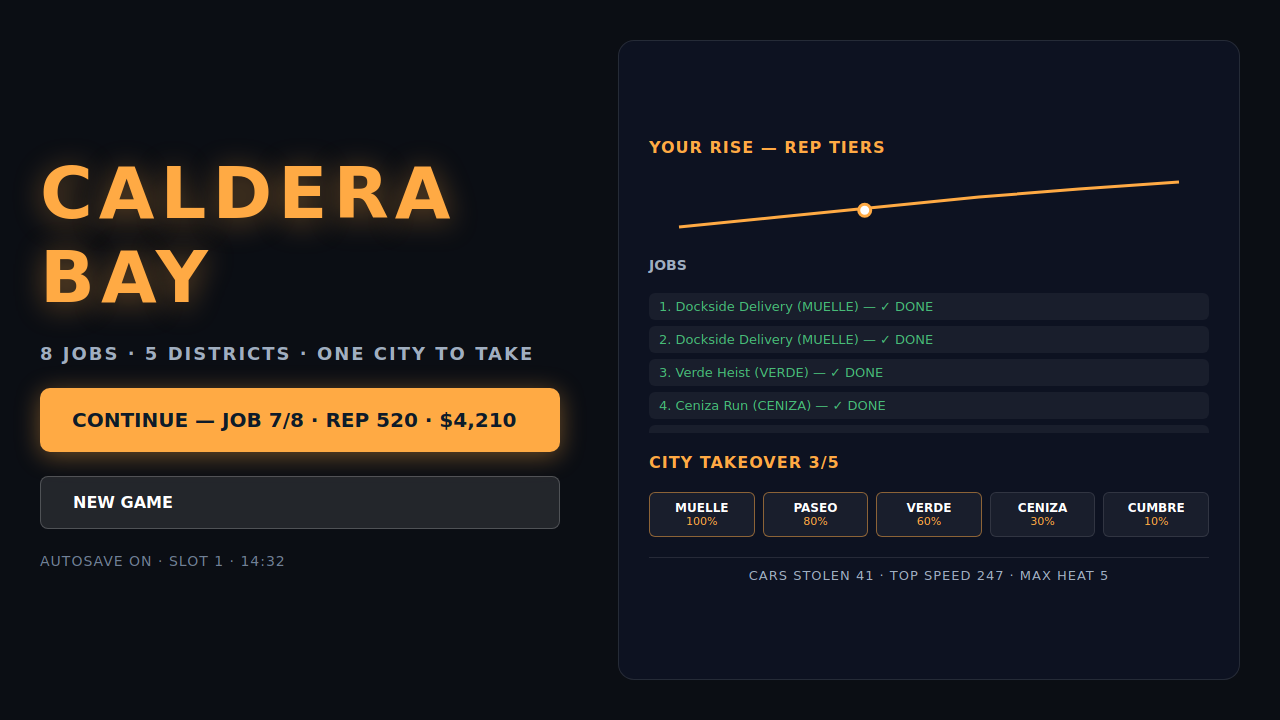 CALDERA
BAY
8 JOBS · 5 DISTRICTS · ONE CITY TO TAKE
CONTINUE — JOB 7/8 · REP 520 · $4,210
NEW GAME
AUTOSAVE ON · SLOT 1 · 14:32
YOUR RISE — REP TIERS
JOBS
1. Dockside Delivery (MUELLE) — ✓ DONE
2. Dockside Delivery (MUELLE) — ✓ DONE
3. Verde Heist (VERDE) — ✓ DONE
4. Ceniza Run (CENIZA) — ✓ DONE
CITY TAKEOVER 3/5
MUELLE
100%
PASEO
80%
VERDE
60%
CENIZA
30%
CUMBRE
10%
CARS STOLEN 41 · TOP SPEED 247 · MAX HEAT 5